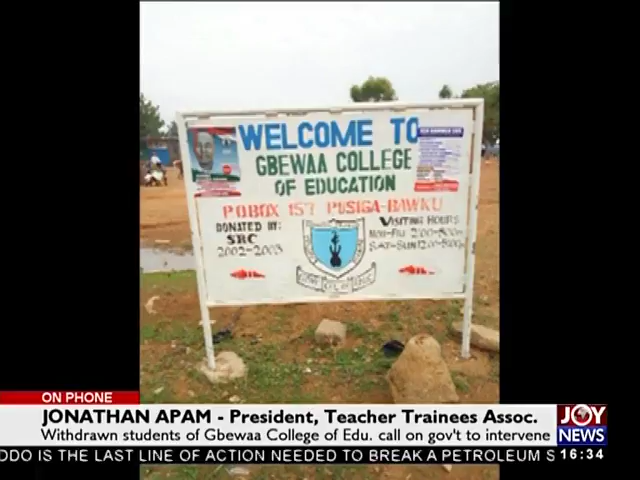 WELCOME TO
GBEWAA COLLEGE
OF EDUCATION
P.O BOX 157 PUSIGA-BAWKU
DONATED BY:
SRC
2002-2003
VISITING HOURS
MON-FRI 2:00-5:00
SAT-SUN 12:00-5:00
ON PHONE
JONATHAN APAM - President, Teacher Trainees Assoc.
Withdrawn students of Gbewaa College of Edu. call on gov't to intervene
JOY
NEWS
DDO IS THE LAST LINE OF ACTION NEEDED TO BREAK A PETROLEUM S
16:34